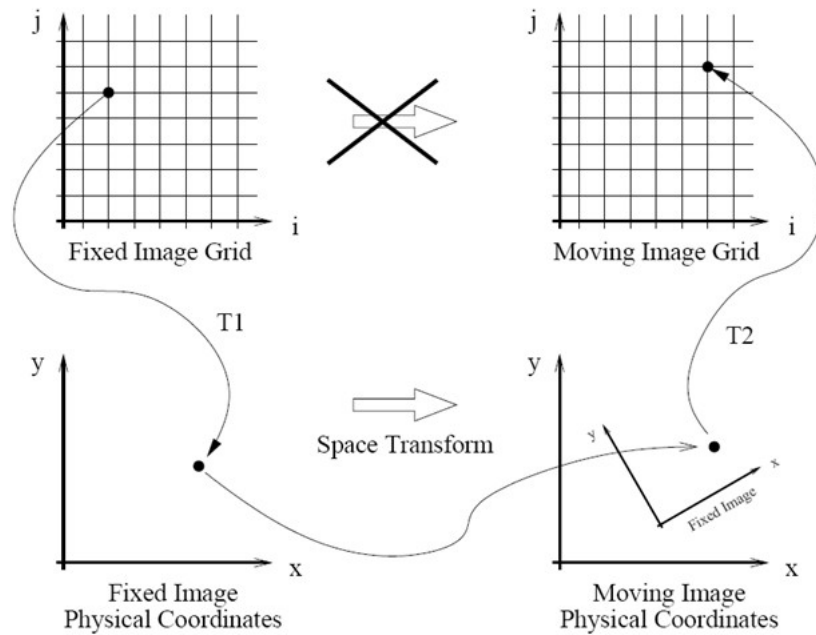 j
j
i
i
Fixed Image Grid
Moving Image Grid
T1
T2
y
y
Space Transform
y
x
Fixed Image
x
x
Fixed Image
Physical Coordinates
Moving Image
Physical Coordinates